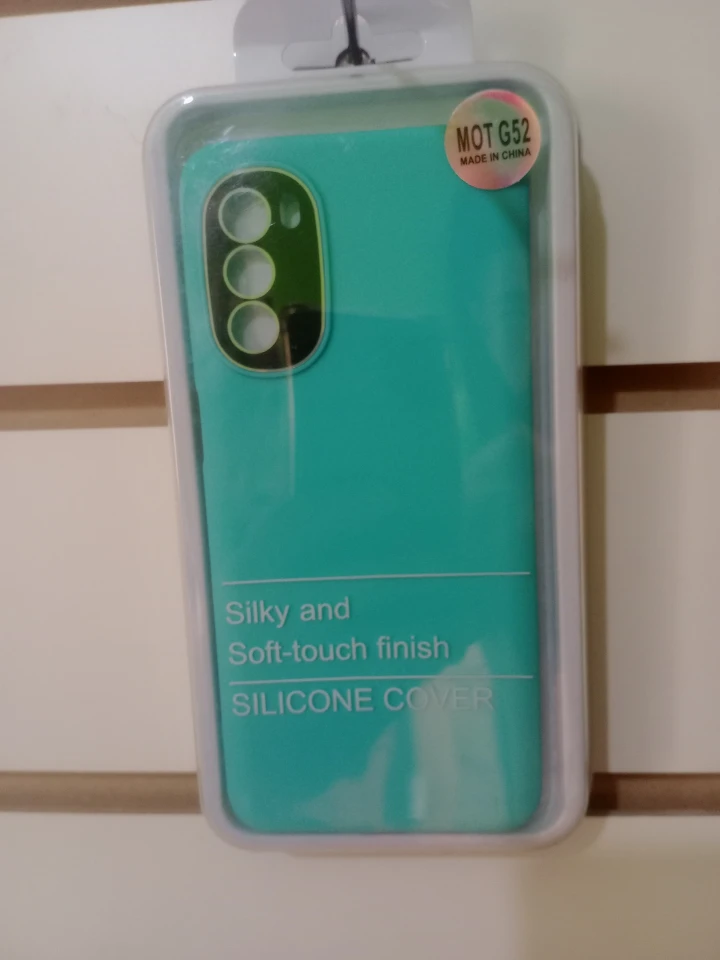 MOT G52
MADE IN CHINA
Silky and
Soft-touch finish
SILICONE COVER